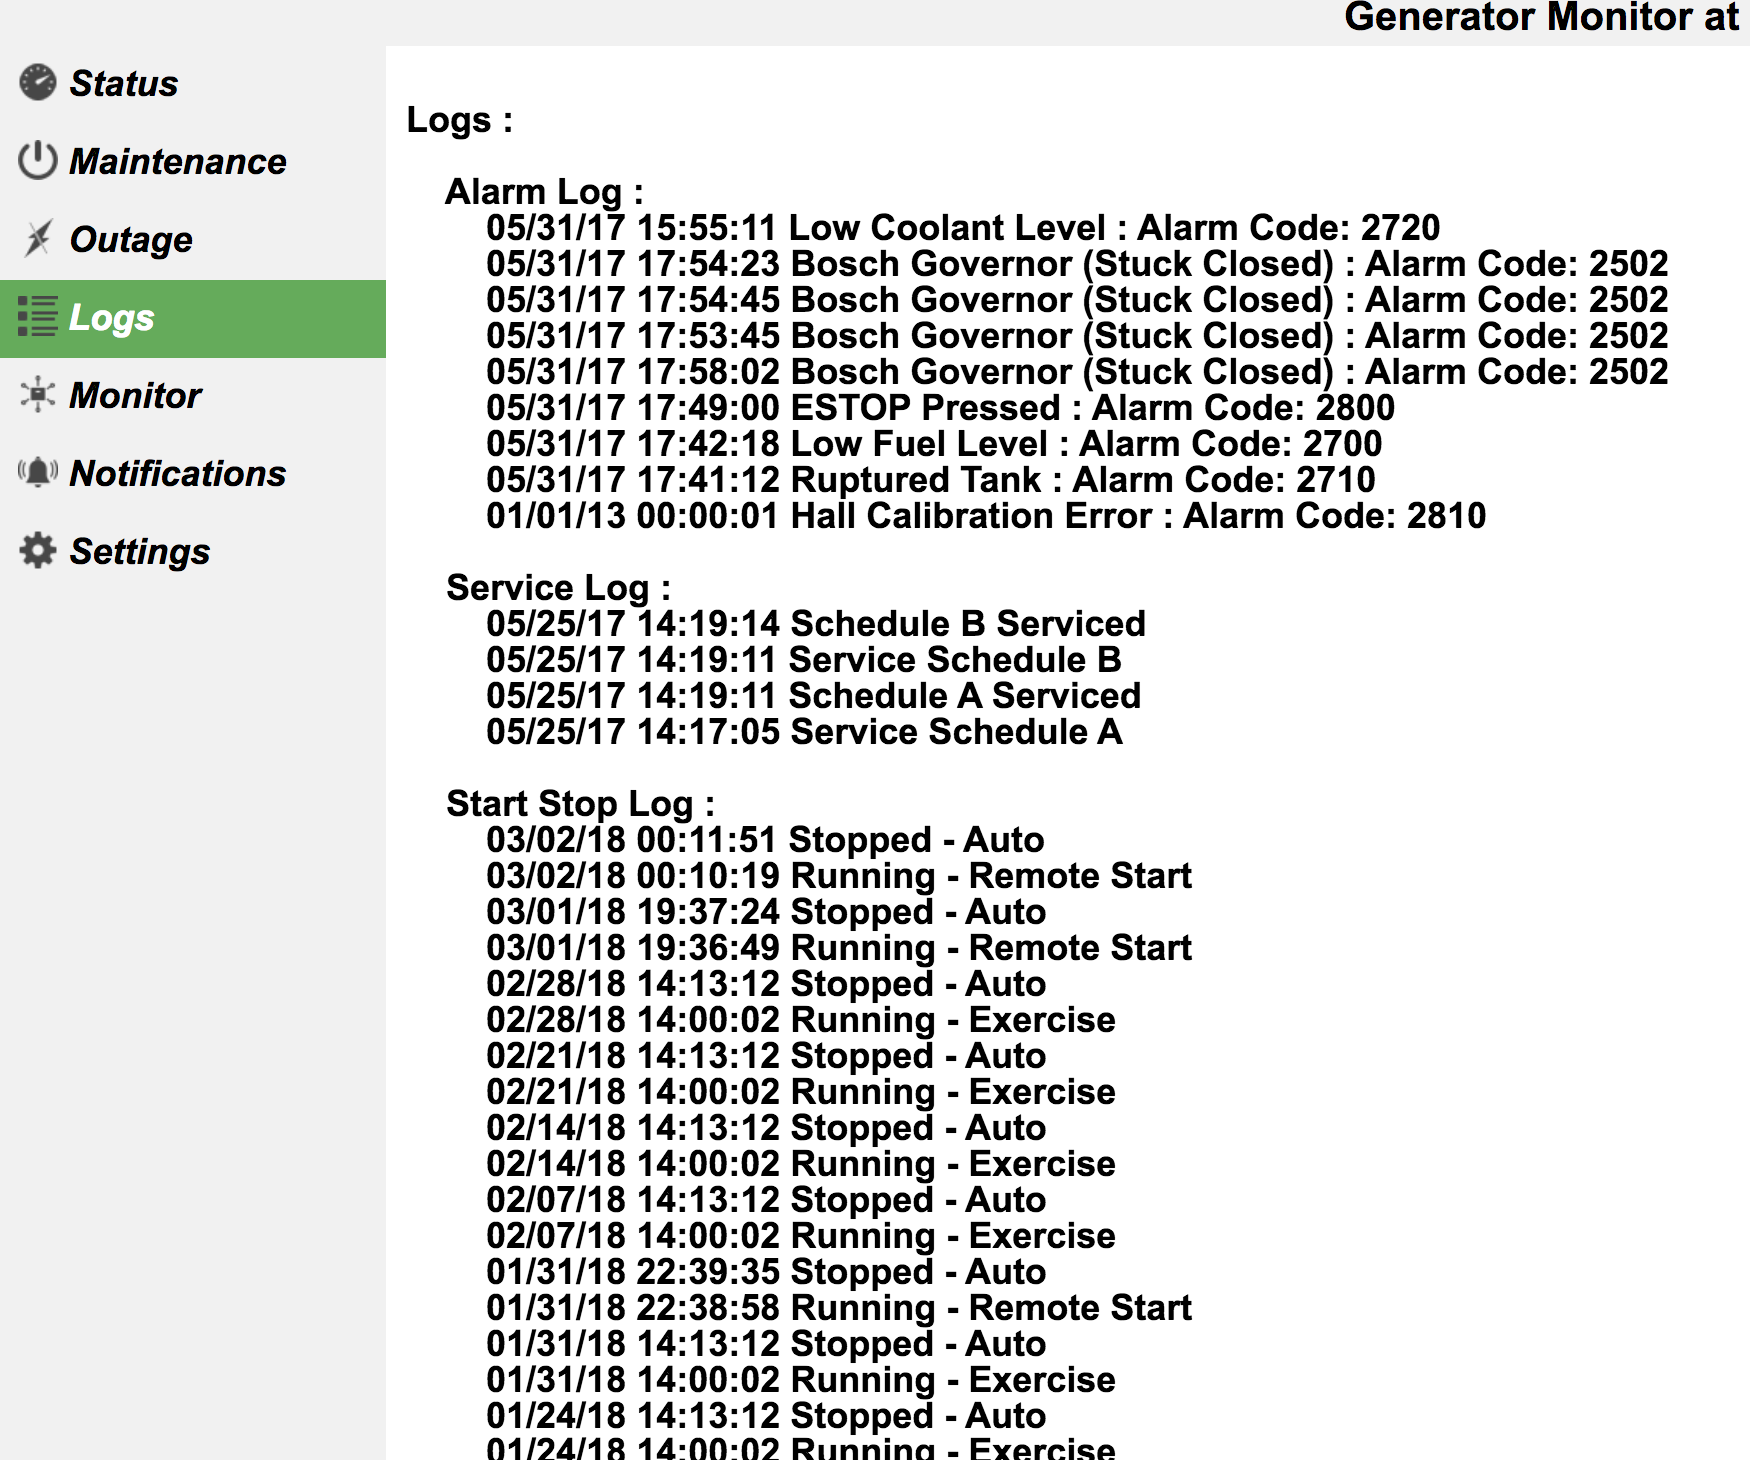 Generator Monitor at
Status
Maintenance
Outage
Logs
Monitor
Notifications
Settings
Logs :
Alarm Log :
05/31/17 15:55:11 Low Coolant Level : Alarm Code: 2720
05/31/17 17:54:23 Bosch Governor (Stuck Closed) : Alarm Code: 2502
05/31/17 17:54:45 Bosch Governor (Stuck Closed) : Alarm Code: 2502
05/31/17 17:53:45 Bosch Governor (Stuck Closed) : Alarm Code: 2502
05/31/17 17:58:02 Bosch Governor (Stuck Closed) : Alarm Code: 2502
05/31/17 17:49:00 ESTOP Pressed : Alarm Code: 2800
05/31/17 17:42:18 Low Fuel Level : Alarm Code: 2700
05/31/17 17:41:12 Ruptured Tank : Alarm Code: 2710
01/01/13 00:00:01 Hall Calibration Error : Alarm Code: 2810
Service Log :
05/25/17 14:19:14 Schedule B Serviced
05/25/17 14:19:11 Service Schedule B
05/25/17 14:19:11 Schedule A Serviced
05/25/17 14:17:05 Service Schedule A
Start Stop Log :
03/02/18 00:11:51 Stopped - Auto
03/02/18 00:10:19 Running - Remote Start
03/01/18 19:37:24 Stopped - Auto
03/01/18 19:36:49 Running - Remote Start
02/28/18 14:13:12 Stopped - Auto
02/28/18 14:00:02 Running - Exercise
02/21/18 14:13:12 Stopped - Auto
02/21/18 14:00:02 Running - Exercise
02/14/18 14:13:12 Stopped - Auto
02/14/18 14:00:02 Running - Exercise
02/07/18 14:13:12 Stopped - Auto
02/07/18 14:00:02 Running - Exercise
01/31/18 22:39:35 Stopped - Auto
01/31/18 22:38:58 Running - Remote Start
01/31/18 14:13:12 Stopped - Auto
01/31/18 14:00:02 Running - Exercise
01/24/18 14:13:12 Stopped - Auto
01/24/18 14:00:02 Running - Exercise